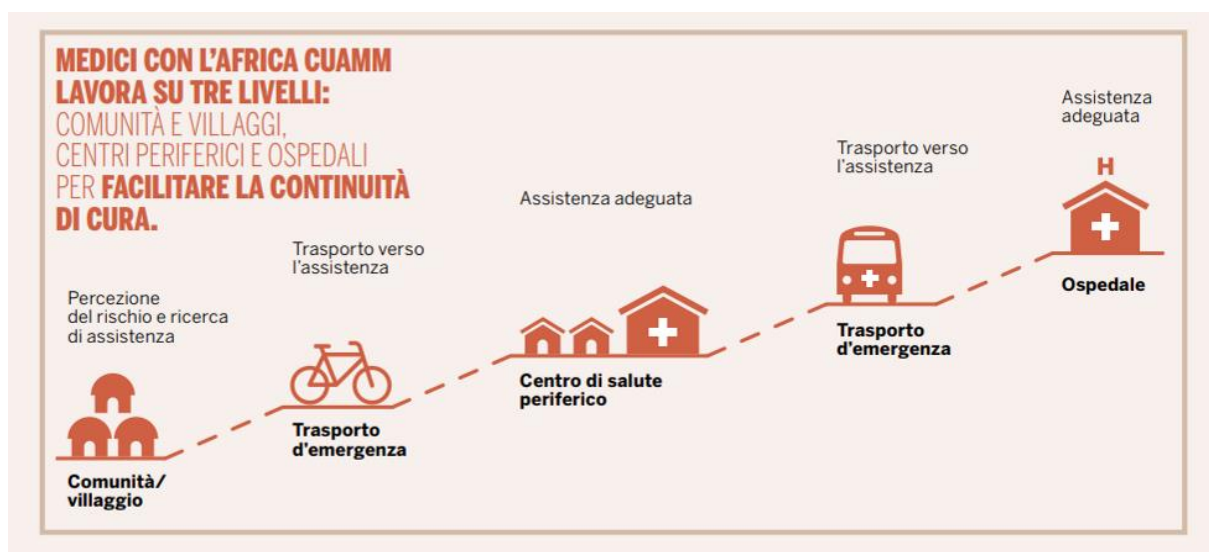 MEDICI CON L'AFRICA CUAMM
LAVORA SU TRE LIVELLI:
COMUNITÀ E VILLAGGI,
CENTRI PERIFERICI E OSPEDALI
PER FACILITARE LA CONTINUITÀ
DI CURA.
Percezione
del rischio e ricerca
di assistenza
Comunità/
villaggio
Trasporto verso
l'assistenza
Trasporto
d'emergenza
Assistenza adeguata
Centro di salute
periferico
Trasporto verso
l'assistenza
Trasporto
d'emergenza
Assistenza
adeguata
H
Ospedale